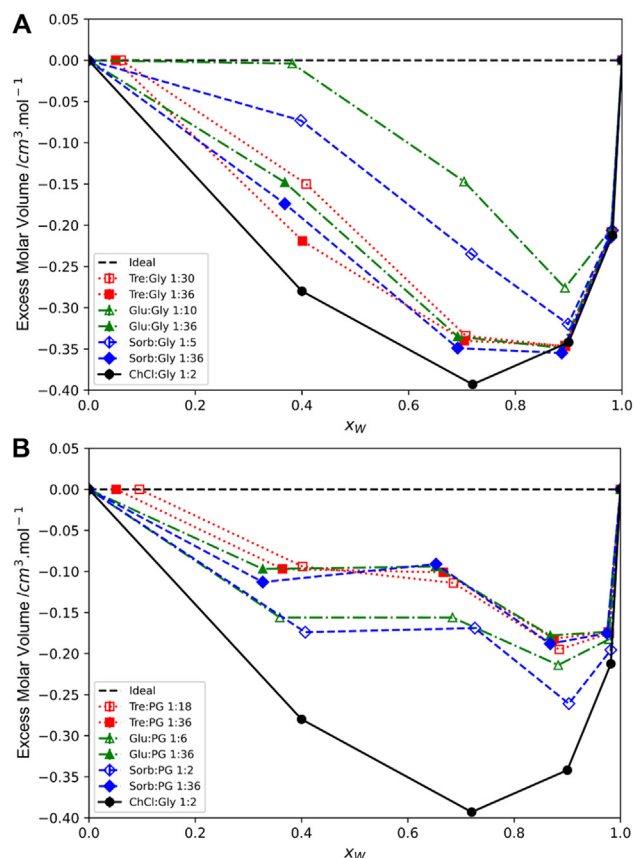 A
0.05
0.00
−0.05
−0.10
−0.15
−0.20
−0.25
−0.30
−0.35
−0.40
Excess Molar Volume /cm³.mol⁻¹
Ideal
Tre:Gly 1:30
Tre:Gly 1:36
Glu:Gly 1:10
Glu:Gly 1:36
Sorb:Gly 1:5
Sorb:Gly 1:36
ChCl:Gly 1:2
0.0 0.2 0.4 0.6 0.8 1.0
x_W
B
0.05
0.00
−0.05
−0.10
−0.15
−0.20
−0.25
−0.30
−0.35
−0.40
Excess Molar Volume /cm³.mol⁻¹
Ideal
Tre:PG 1:18
Tre:PG 1:36
Glu:PG 1:6
Glu:PG 1:36
Sorb:PG 1:2
Sorb:PG 1:36
ChCl:Gly 1:2
0.0 0.2 0.4 0.6 0.8 1.0
x_W